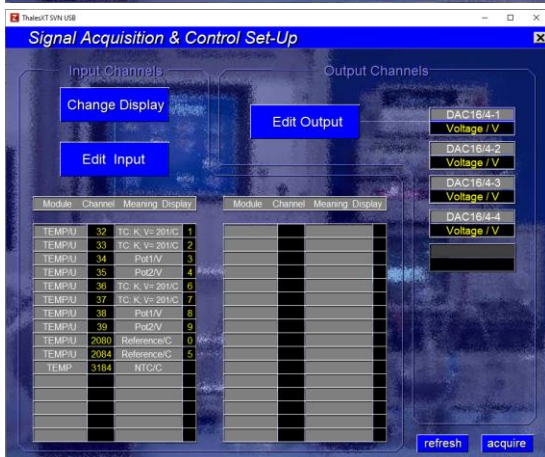 ThalesXT SVN USB
Signal Acquisition & Control Set-Up
Input Channels
Output Channels
Change Display
Edit Output
Edit Input
DAC16/4-1
Voltage / V
DAC16/4-2
Voltage / V
DAC16/4-3
Voltage / V
DAC16/4-4
Voltage / V
Module Channel Meaning Display
Module Channel Meaning Display
TEMP/U 32 TC: K; V= 201/C 1
TEMP/U 33 TC: K; V= 201/C 2
TEMP/U 34 Pot1/V 3
TEMP/U 35 Pot2/V 4
TEMP/U 36 TC: K; V= 201/C 6
TEMP/U 37 TC: K; V= 201/C 7
TEMP/U 38 Pot1/V 8
TEMP/U 39 Pot2/V 9
TEMP/U 2080 Reference/C 0
TEMP/U 2084 Reference/C 5
TEMP 3184 NTC/C
refresh acquire